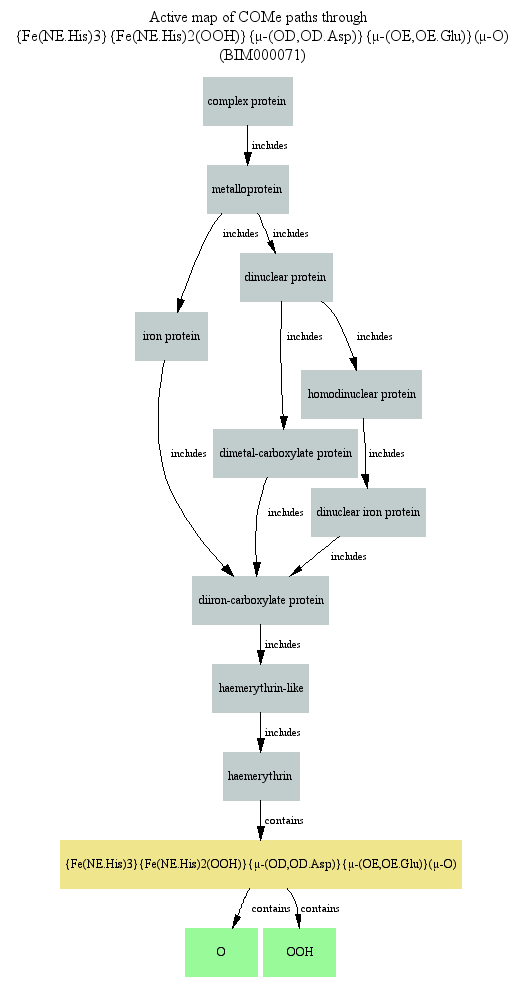 Active map of COMe paths through
{Fe(NE.His)3}{Fe(NE.His)2(OOH)}{μ-(OD,OD.Asp)}{μ-(OE,OE.Glu)}(μ-O)
(BIM000071)
complex protein
includes
metalloprotein
includes
includes
dinuclear protein
iron protein
includes
includes
homodinuclear protein
includes
dimetal-carboxylate protein
includes
includes
dinuclear iron protein
includes
diiron-carboxylate protein
includes
haemerythrin-like
includes
haemerythrin
contains
{Fe(NE.His)3}{Fe(NE.His)2(OOH)}{μ-(OD,OD.Asp)}{μ-(OE,OE.Glu)}(μ-O)
contains
contains
O
OOH